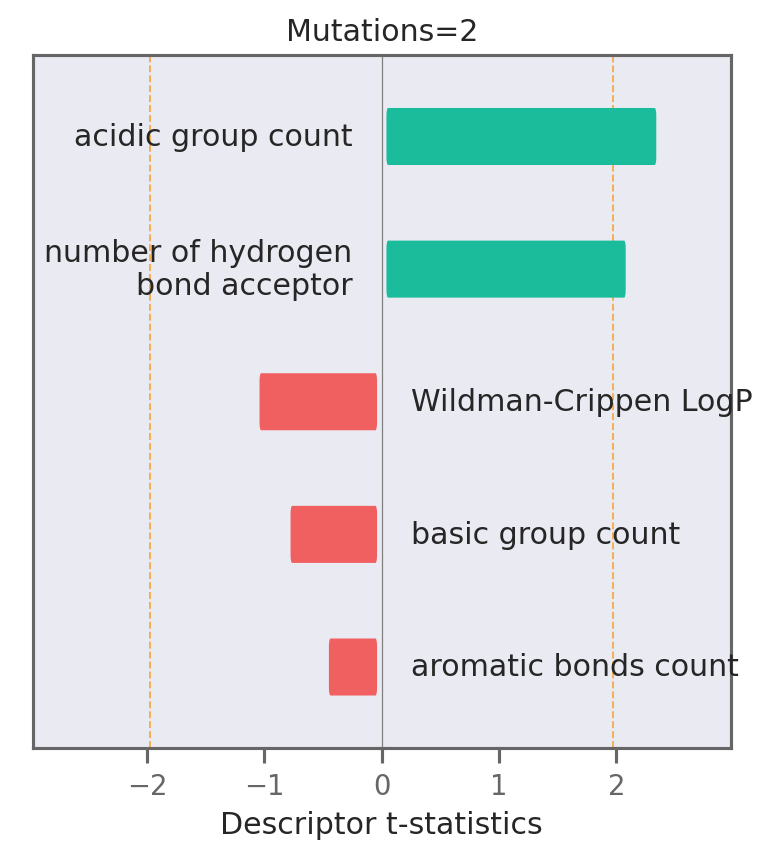 Mutations=2
acidic group count
number of hydrogen
bond acceptor
Wildman-Crippen LogP
basic group count
aromatic bonds count
−2 −1 0 1 2
Descriptor t-statistics